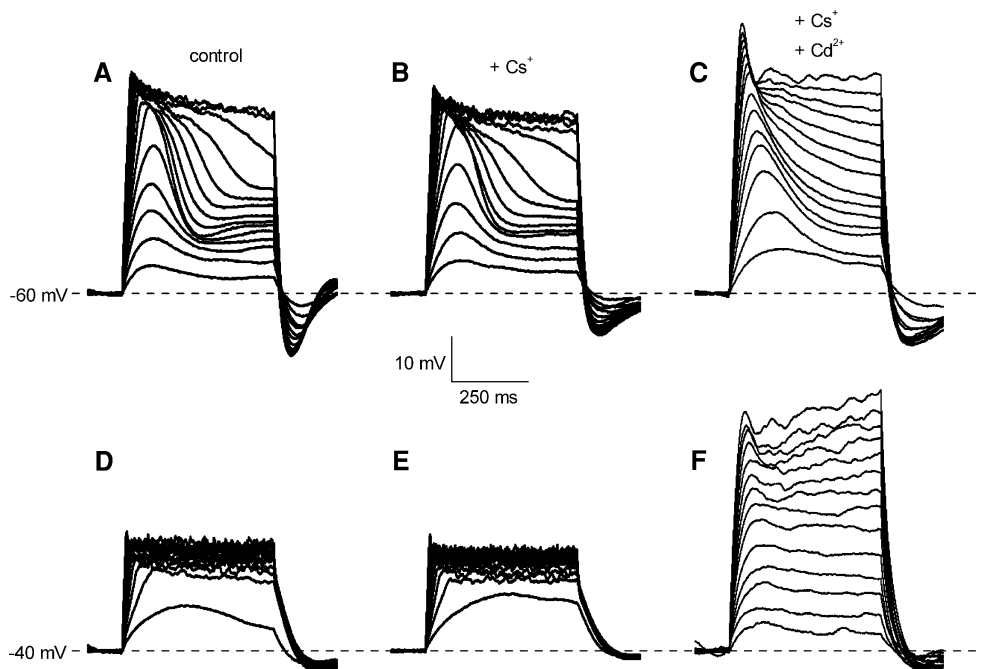 A
control
B
+ Cs⁺
C
+ Cs⁺
+ Cd²⁺
-60 mV
10 mV
250 ms
D
E
F
-40 mV